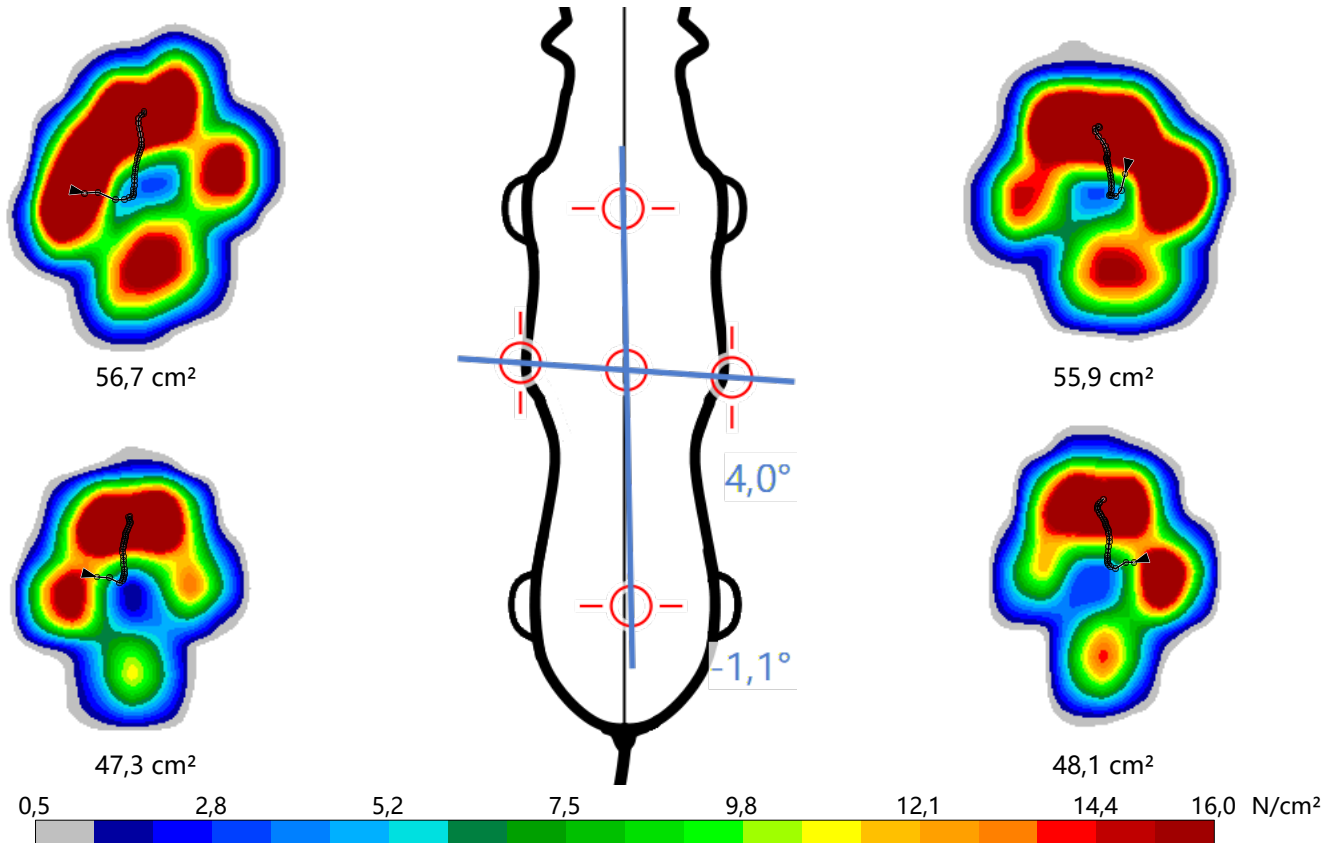 56,7 cm²
55,9 cm²
4,0°
-1,1°
47,3 cm²
48,1 cm²
0,5 2,8 5,2 7,5 9,8 12,1 14,4 16,0 N/cm²